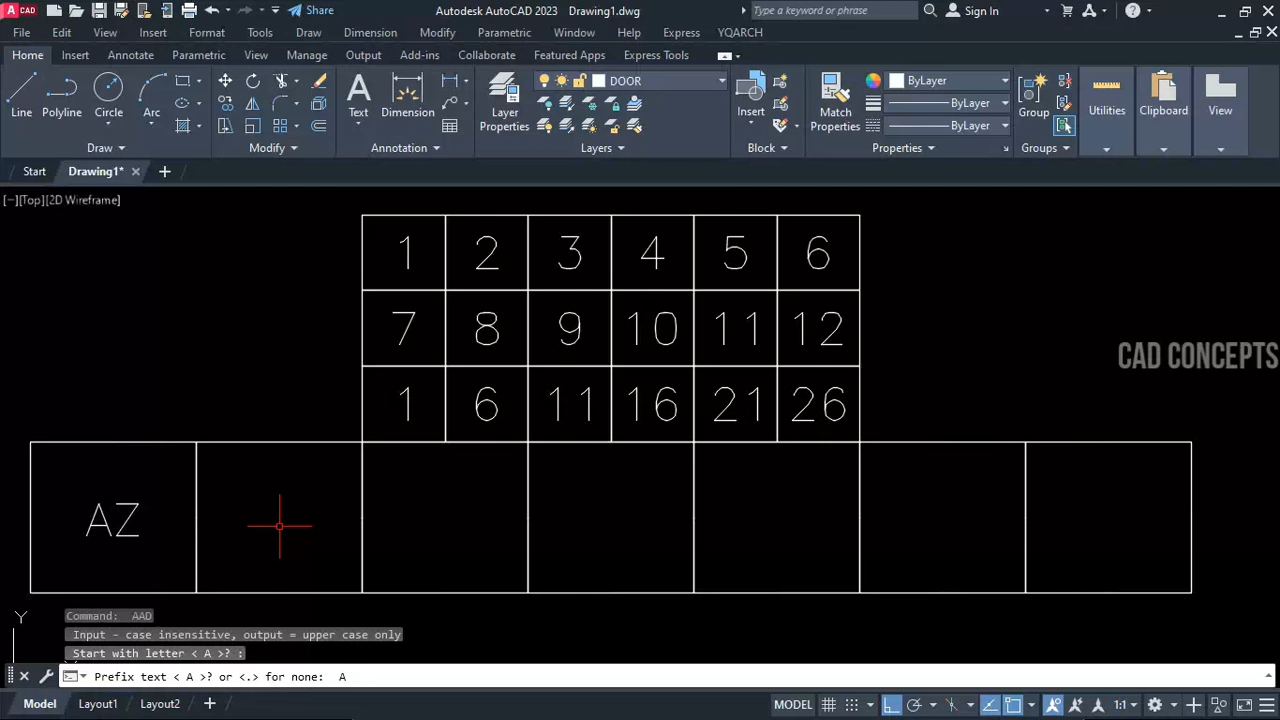 A CAD
Share
Autodesk AutoCAD 2023 Drawing1.dwg
Type a keyword or phrase
Sign In
File Edit View Insert Format Tools Draw Dimension Modify Parametric Window Help Express YQARCH
Home Insert Annotate Parametric View Manage Output Add-ins Collaborate Featured Apps Express Tools
DOOR
ByLayer
ByLayer
ByLayer
Line Polyline Circle Arc Text Dimension Layer Properties Insert Match Properties Group Utilities Clipboard View
Draw Modify Annotation Layers Block Properties Groups
Start Drawing1*
[−][Top][2D Wireframe]
1 2 3 4 5 6
7 8 9 10 11 12
CAD CONCEPTS
1 6 11 16 21 26
AZ
Y
Command: AAD
Input - case insensitive, output = upper case only
Start with letter < A >? :
Prefix text < A >? or <.> for none: A
Model Layout1 Layout2
MODEL
1:1